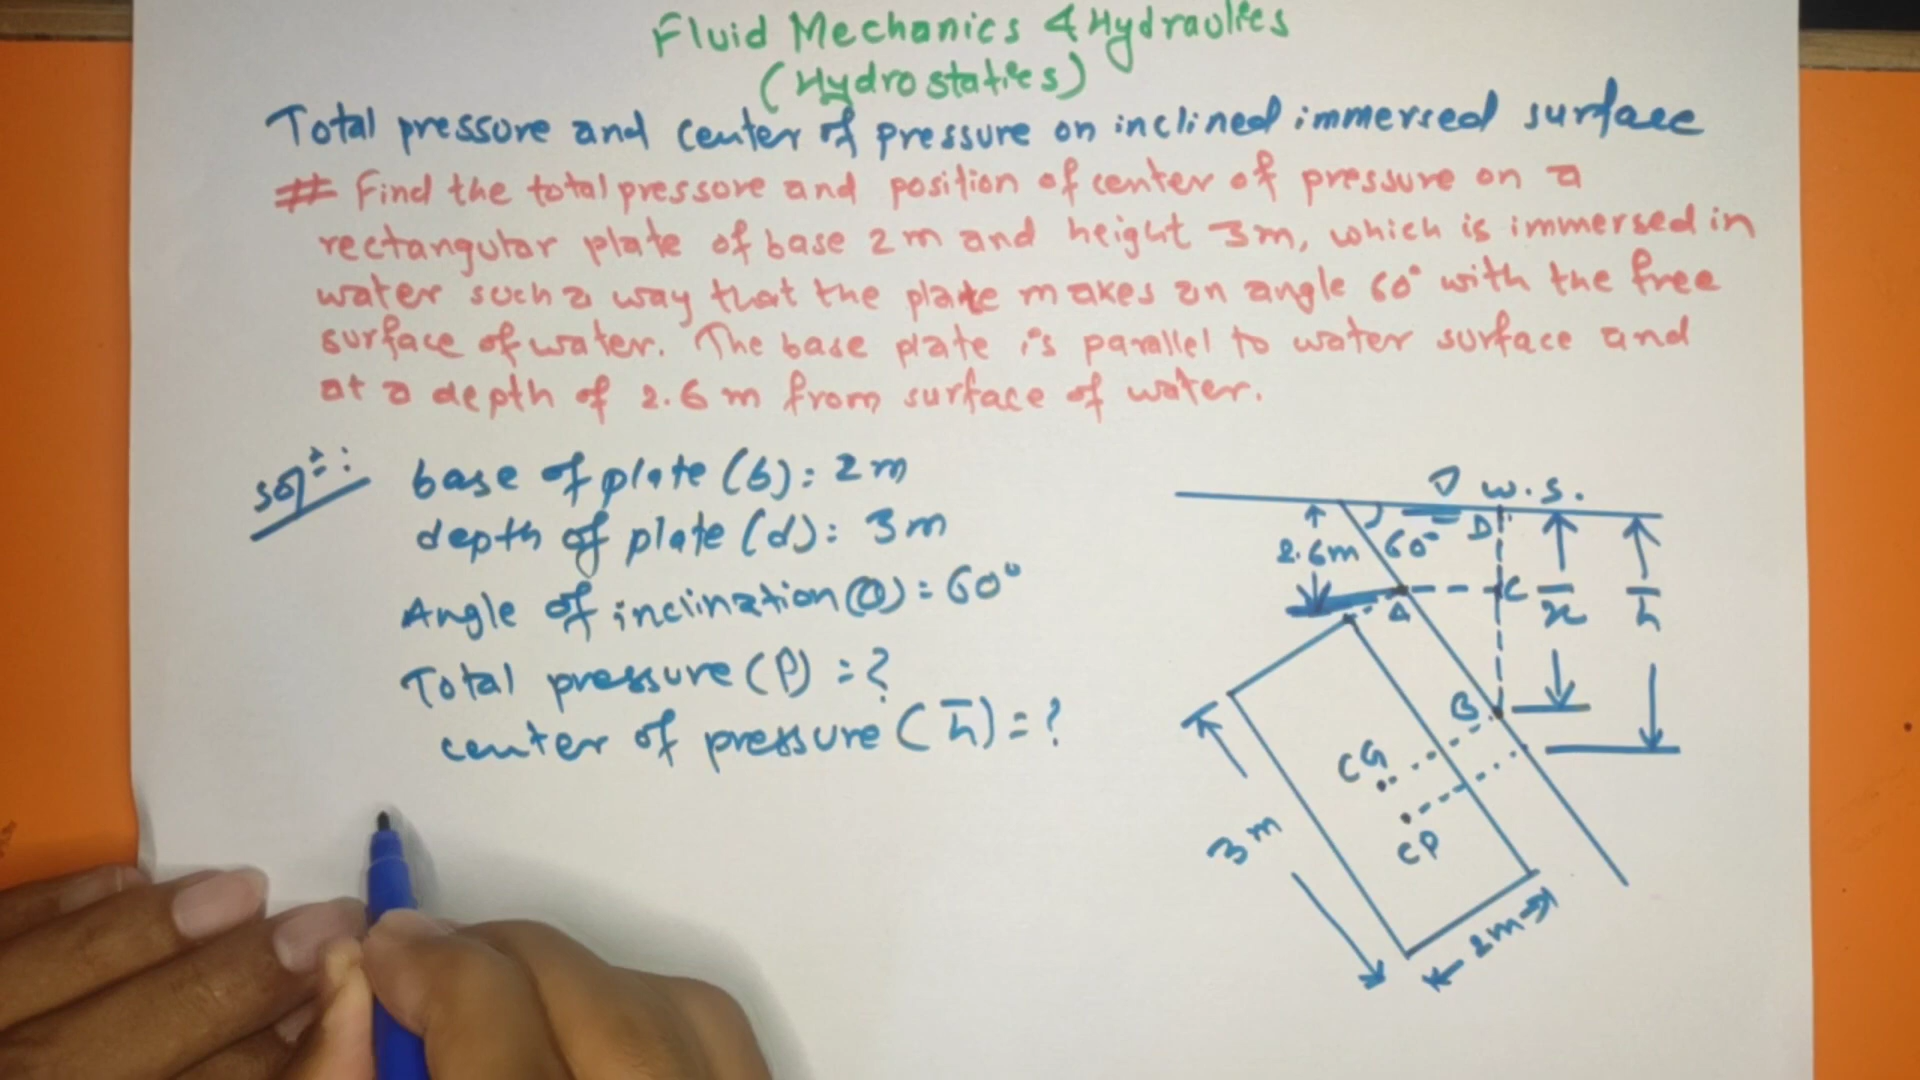 Fluid Mechanics & Hydraulics
(Hydrostatics)
Total pressure and center of pressure on inclined immersed surface
# Find the total pressure and position of center of pressure on a
rectangular plate of base 2m and height 3m, which is immersed in
water such a way that the plate makes an angle 60° with the free
surface of water. The base plate is parallel to water surface and
at a depth of 2.6 m from surface of water.
Solⁿ:
base of plate (b): 2m
depth of plate (d): 3m
Angle of inclination (θ) = 60°
Total pressure (P) = ?
center of pressure (h̄) = ?
W.S.
2.6m
60°
D
A
C
x̄
h̄
B
CG
CP
3m
2m